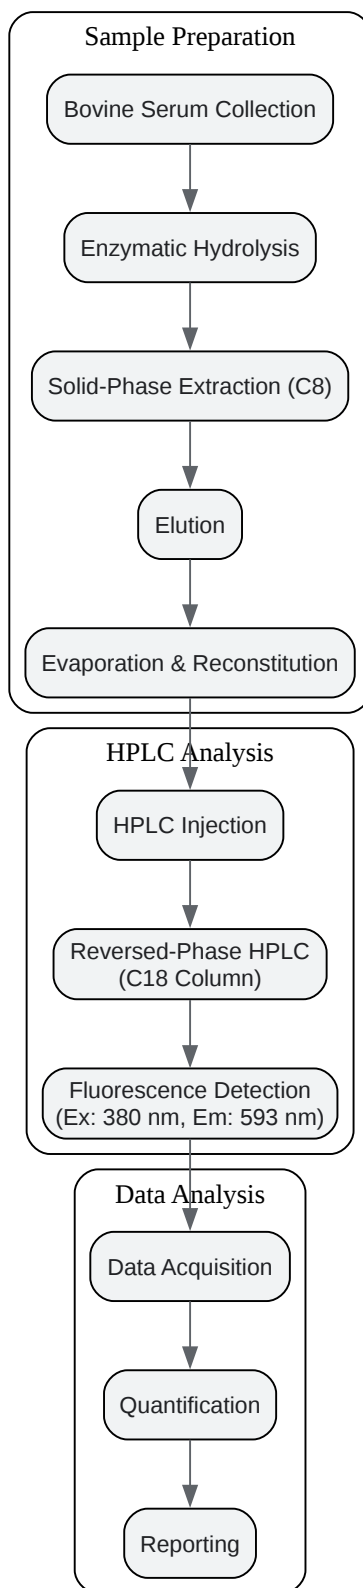 Sample Preparation
Bovine Serum Collection
Enzymatic Hydrolysis
Solid-Phase Extraction (C8)
Elution
Evaporation & Reconstitution
HPLC Analysis
HPLC Injection
Reversed-Phase HPLC
(C18 Column)
Fluorescence Detection
(Ex: 380 nm, Em: 593 nm)
Data Analysis
Data Acquisition
Quantification
Reporting